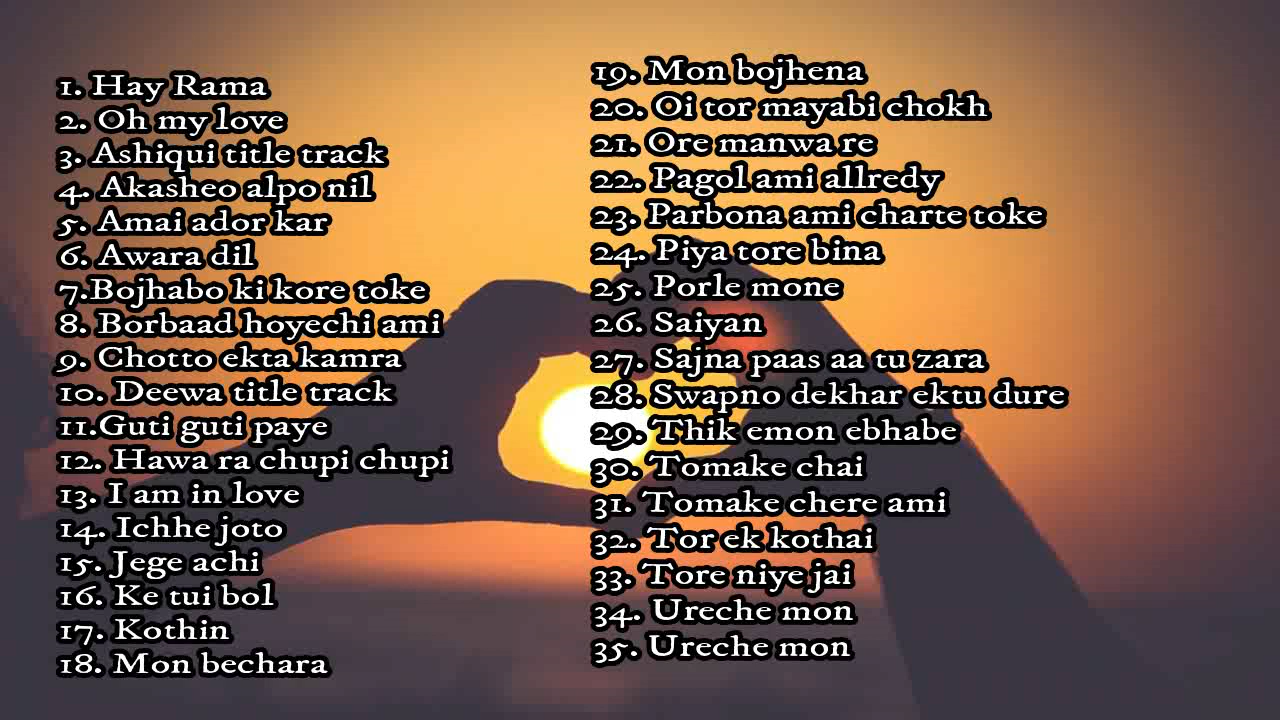 1. Hay Rama
2. Oh my love
3. Ashiqui title track
4. Akasheo alpo nil
5. Amai ador kar
6. Awara dil
7.Bojhabo ki kore toke
8. Borbaad hoyechi ami
9. Chotto ekta kamra
10. Deewa title track
11.Guti guti paye
12. Hawa ra chupi chupi
13. I am in love
14. Ichhe joto
15. Jege achi
16. Ke tui bol
17. Kothin
18. Mon bechara
19. Mon bojhena
20. Oi tor mayabi chokh
21. Ore manwa re
22. Pagol ami allredy
23. Parbona ami charte toke
24. Piya tore bina
25. Porle mone
26. Saiyan
27. Sajna paas aa tu zara
28. Swapno dekhar ektu dure
29. Thik emon ebhabe
30. Tomake chai
31. Tomake chere ami
32. Tor ek kothai
33. Tore niye jai
34. Ureche mon
35. Ureche mon